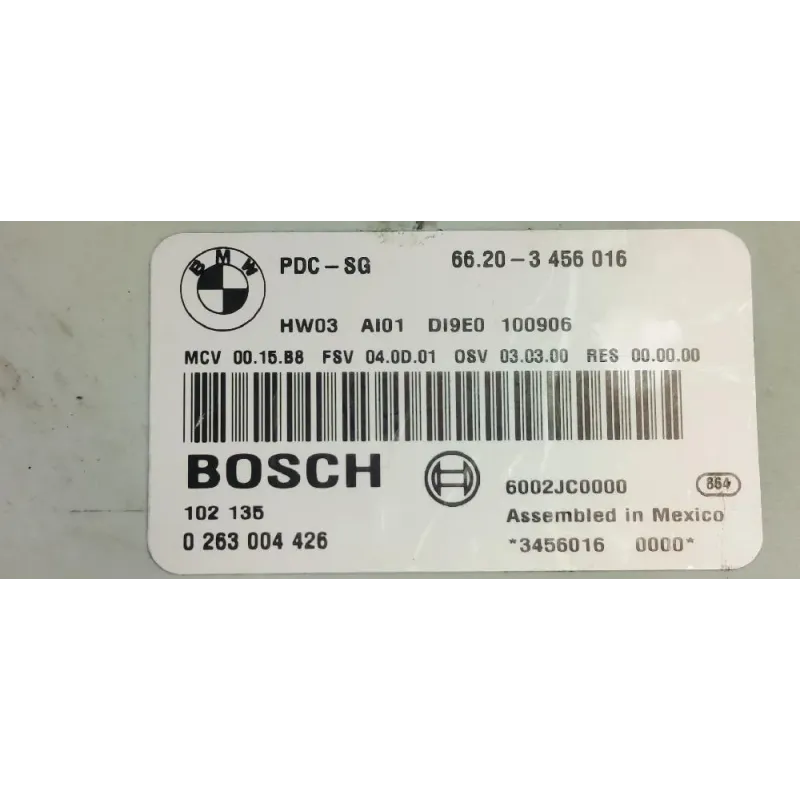 BMW
PDC-SG 66.20-3 456 016
HW03 AI01 DI9E0 100906
MCV 00.15.B8 FSV 04.0D.01 OSV 03.03.00 RES 00.00.00
BOSCH
6002JC0000 864
102 135 Assembled in Mexico
0 263 004 426 *3456016 0000*